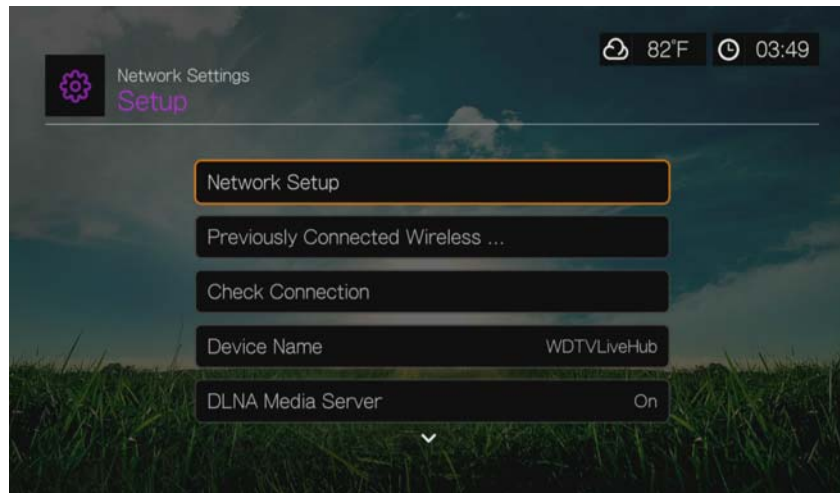 82°F 03:49
Network Settings
Setup
Network Setup
Previously Connected Wireless ...
Check Connection
Device Name WDTVLiveHub
DLNA Media Server On